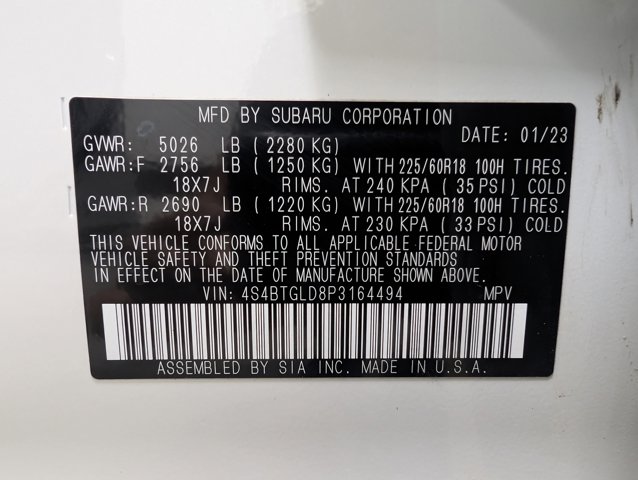 MFD BY SUBARU CORPORATION
DATE: 01/23
GVWR: 5026 LB ( 2280 KG)
GAWR:F 2756 LB ( 1250 KG) WITH 225/60R18 100H TIRES.
18X7J RIMS. AT 240 KPA ( 35 PSI) COLD
GAWR:R 2690 LB ( 1220 KG) WITH 225/60R18 100H TIRES.
18X7J RIMS. AT 230 KPA ( 33 PSI) COLD
THIS VEHICLE CONFORMS TO ALL APPLICABLE FEDERAL MOTOR
VEHICLE SAFETY AND THEFT PREVENTION STANDARDS
IN EFFECT ON THE DATE OF MANUFACTURE SHOWN ABOVE.
VIN: 4S4BTGLD8P3164494 MPV
ASSEMBLED BY SIA INC. MADE IN U.S.A.